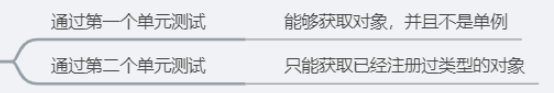 通过第一个单元测试 能够获取对象，并且不是单例
通过第二个单元测试 只能获取已经注册过类型的对象